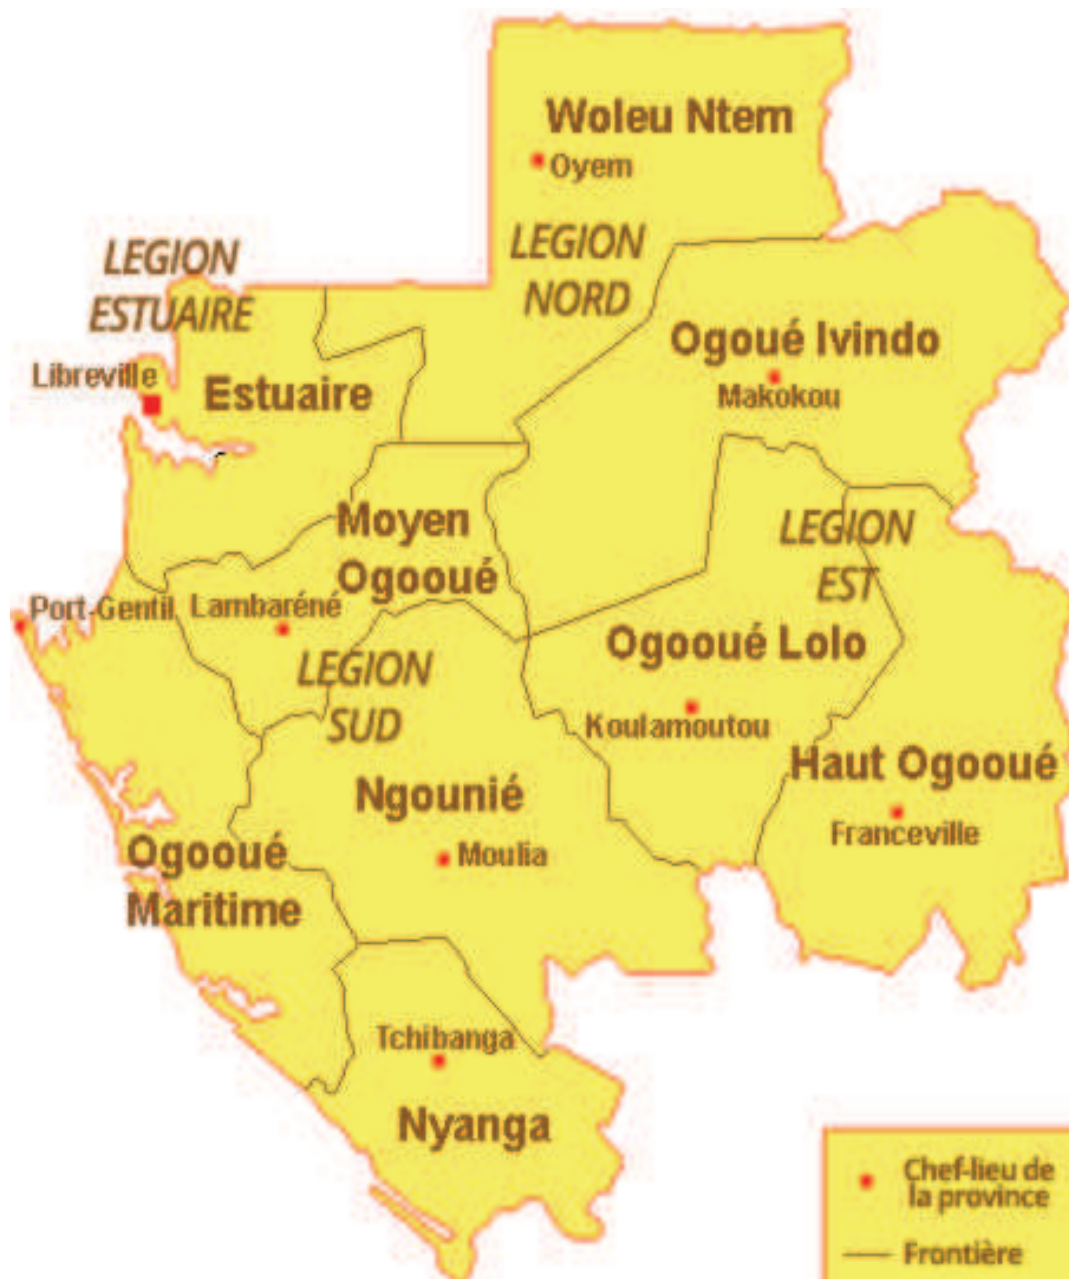 Woleu Ntem
Oyem
LEGION
NORD
LEGION
ESTUAIRE
Libreville
Estuaire
Ogoué Ivindo
Makokou
Moyen
Ogooué
LEGION
EST
Port-Gentil
Lambaréné
LEGION
SUD
Ogooué Lolo
Koulamoutou
Haut Ogooué
Franceville
Ngounié
Moulia
Ogooué
Maritime
Tchibanga
Nyanga
Chef-lieu de
la province
Frontière